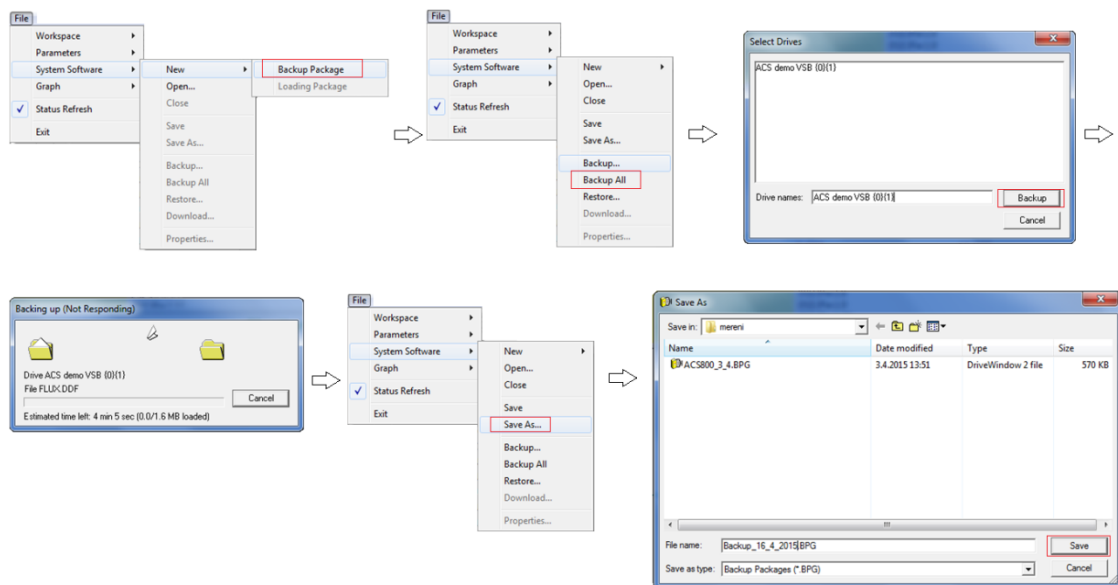 File
Workspace
Parameters
System Software
Graph
Status Refresh
Exit
New
Open...
Close
Save
Save As...
Backup...
Backup All
Restore...
Download...
Properties...
Backup Package
Loading Package
File
Workspace
Parameters
System Software
Graph
Status Refresh
Exit
New
Open...
Close
Save
Save As...
Backup...
Backup All
Restore...
Download...
Properties...
Select Drives
ACS demo VSB {0}{1}
Drive names: ACS demo VSB {0}{1}
Backup
Cancel
Backing up (Not Responding)
Drive ACS demo VSB {0}{1}
File FLUX.DDF
Cancel
Estimated time left: 4 min 5 sec (0.0/1.6 MB loaded)
File
Workspace
Parameters
System Software
Graph
Status Refresh
Exit
New
Open...
Close
Save
Save As...
Backup...
Backup All
Restore...
Download...
Properties...
Save As
Save in: mereni
Name Date modified Type Size
ACS800_3_4.BPG 3.4.2015 13:51 DriveWindow 2 file 570 KB
File name: Backup_16_4_2015.BPG Save
Save as type: Backup Packages (*.BPG) Cancel